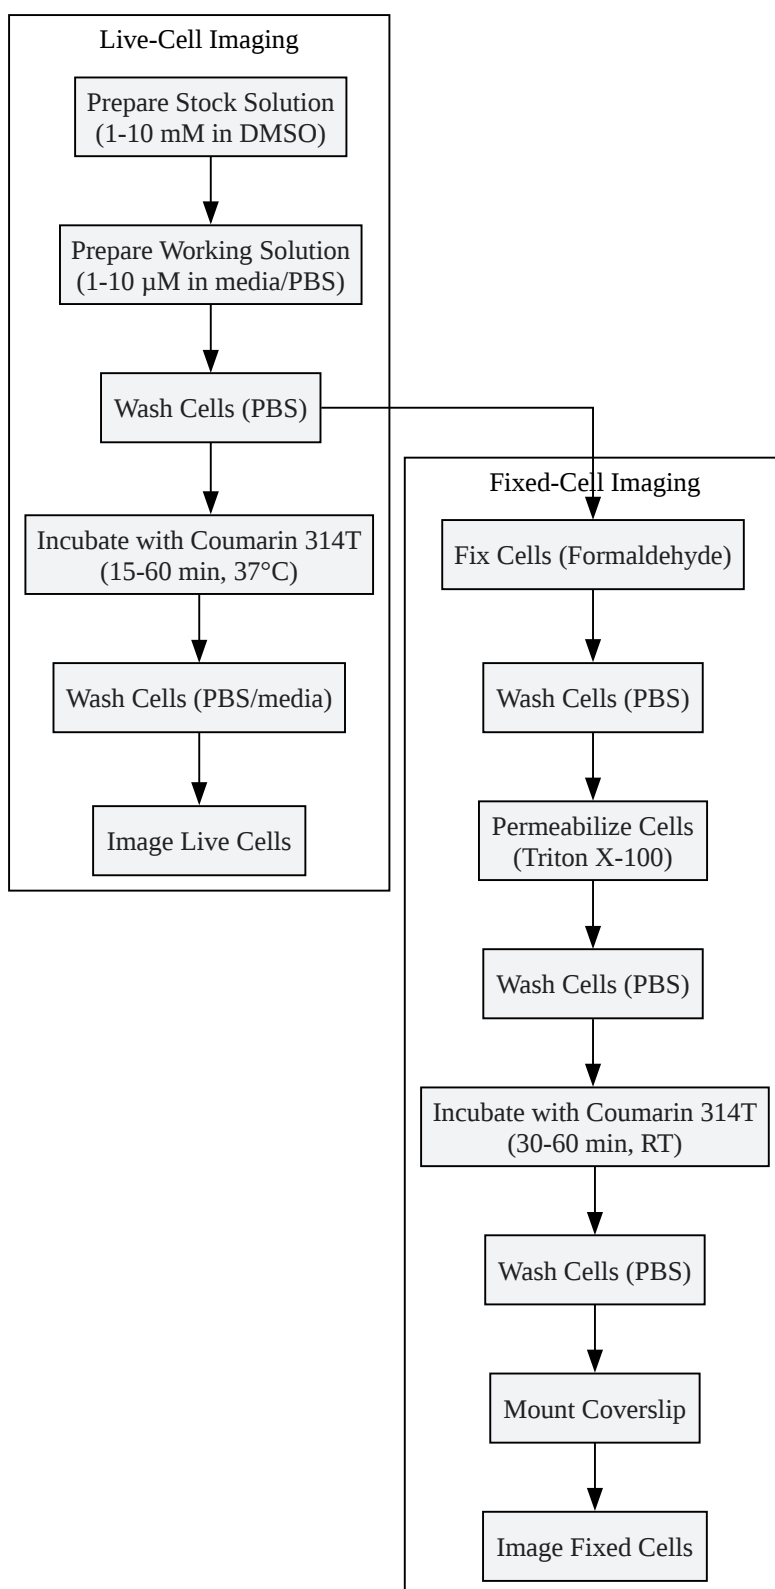 Live-Cell Imaging
Prepare Stock Solution
(1-10 mM in DMSO)
Prepare Working Solution
(1-10 µM in media/PBS)
Wash Cells (PBS)
Incubate with Coumarin 314T
(15-60 min, 37°C)
Wash Cells (PBS/media)
Image Live Cells
Fixed-Cell Imaging
Fix Cells (Formaldehyde)
Wash Cells (PBS)
Permeabilize Cells
(Triton X-100)
Wash Cells (PBS)
Incubate with Coumarin 314T
(30-60 min, RT)
Wash Cells (PBS)
Mount Coverslip
Image Fixed Cells